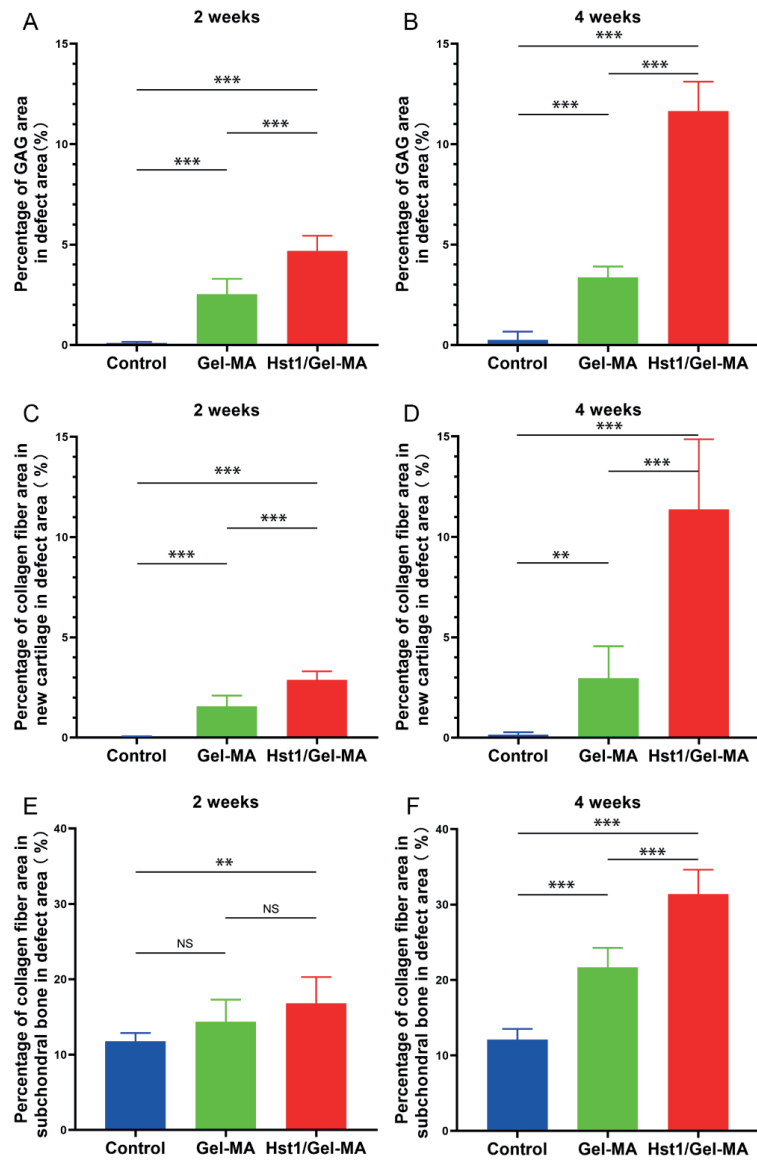 A
2 weeks
Percentage of GAG area
in defect area(%)
15
10
5
0
***
***
***
Control Gel-MA Hst1/Gel-MA
B
4 weeks
Percentage of GAG area
in defect area(%)
15
10
5
0
***
***
***
Control Gel-MA Hst1/Gel-MA
C
2 weeks
Percentage of collagen fiber area in
new cartilage in defect area (%)
15
10
5
0
***
***
***
Control Gel-MA Hst1/Gel-MA
D
4 weeks
Percentage of collagen fiber area in
new cartilage in defect area (%)
15
10
5
0
***
***
**
Control Gel-MA Hst1/Gel-MA
E
2 weeks
Percentage of collagen fiber area in
subchondral bone in defect area (%)
40
30
20
10
0
**
NS
NS
Control Gel-MA Hst1/Gel-MA
F
4 weeks
Percentage of collagen fiber area in
subchondral bone in defect area (%)
40
30
20
10
0
***
***
***
Control Gel-MA Hst1/Gel-MA